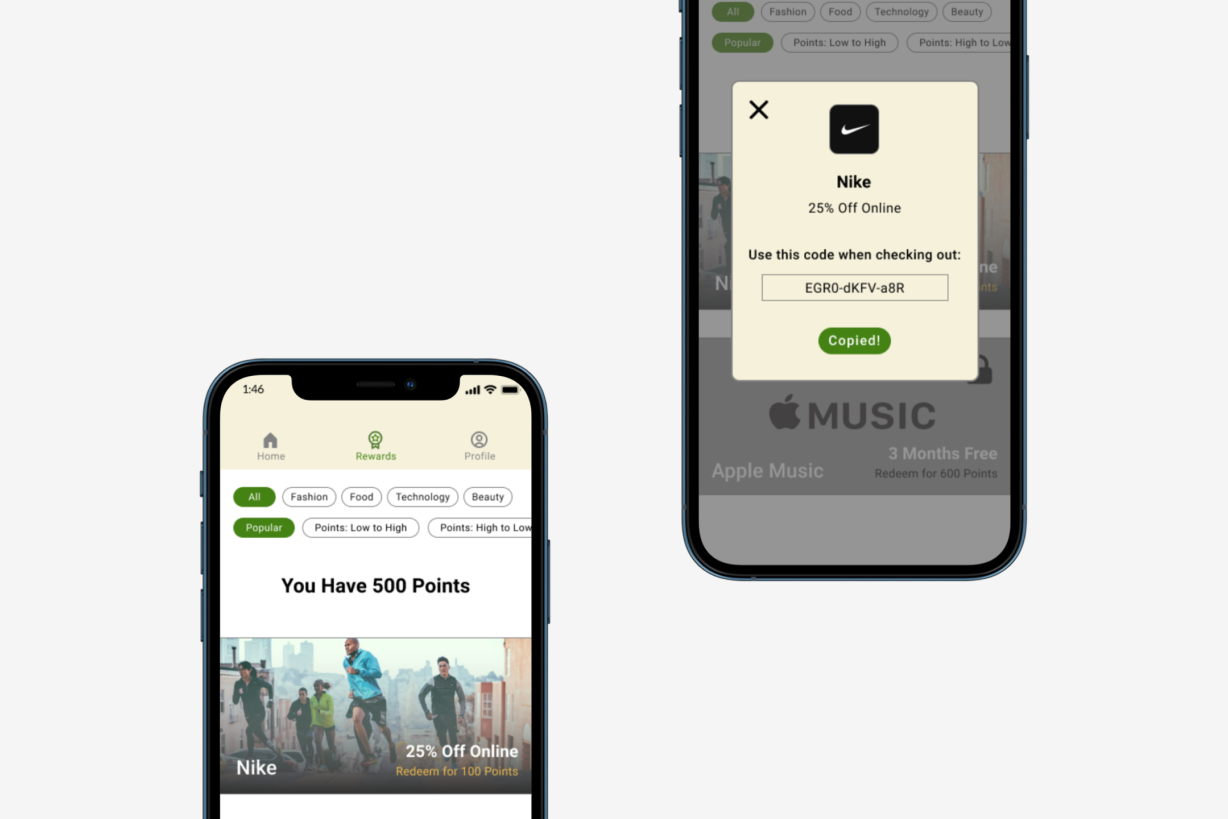 All
Fashion
Food
Technology
Beauty
Popular
Points: Low to High
Points: High to Low
Nike
25% Off Online
Use this code when checking out:
EGR0-dKFV-a8R
Copied!
Ni
ne
nts
MUSIC
3 Months Free
Apple Music
Redeem for 600 Points
1:46
Home
Rewards
Profile
All
Fashion
Food
Technology
Beauty
Popular
Points: Low to High
Points: High to Low
You Have 500 Points
25% Off Online
Nike
Redeem for 100 Points